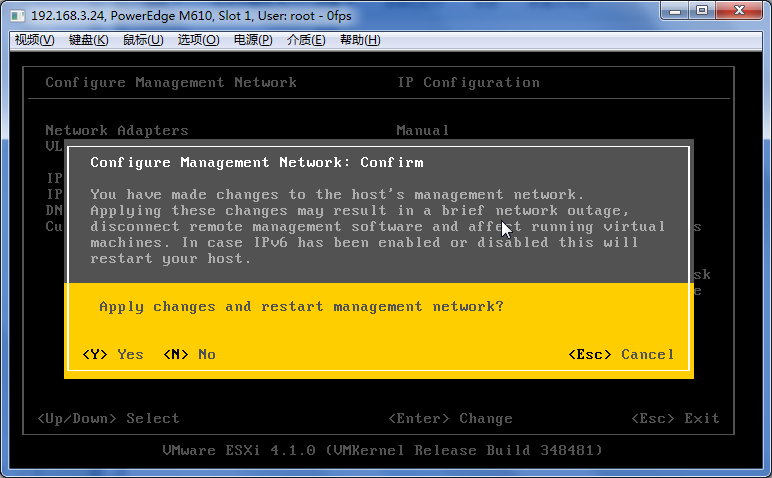 192.168.3.24, PowerEdge M610, Slot 1, User: root - 0fps
视频(V) 键盘(K) 鼠标(U) 选项(O) 电源(P) 介质(E) 帮助(H)
Configure Management Network IP Configuration
Network Adapters Manual
VL
Configure Management Network: Confirm
IP
You have made changes to the host's management network.
IP
Applying these changes may result in a brief network outage,
DN
disconnect remote management software and affect running virtual
Cu s
machines. In case IPv6 has been enabled or disabled this will
restart your host.
sk
e
Apply changes and restart management network?
<Y> Yes <N> No <Esc> Cancel
<Up/Down> Select <Enter> Change <Esc> Exit
VMware ESXi 4.1.0 (VMKernel Release Build 348481)